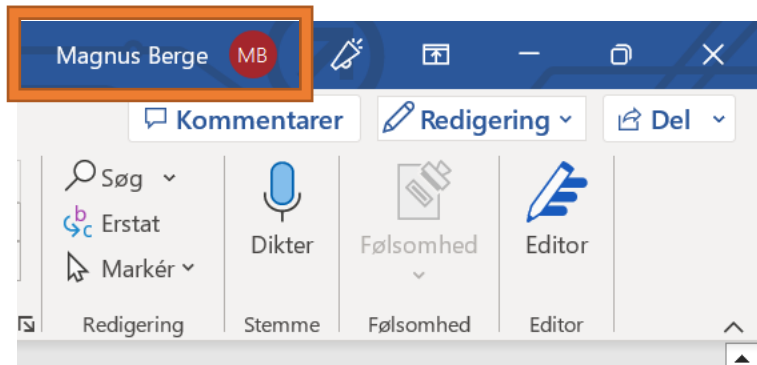 Magnus Berge MB
Kommentarer Redigering Del
Søg
Erstat
Markér
Dikter
Følsomhed
Editor
Redigering Stemme Følsomhed Editor